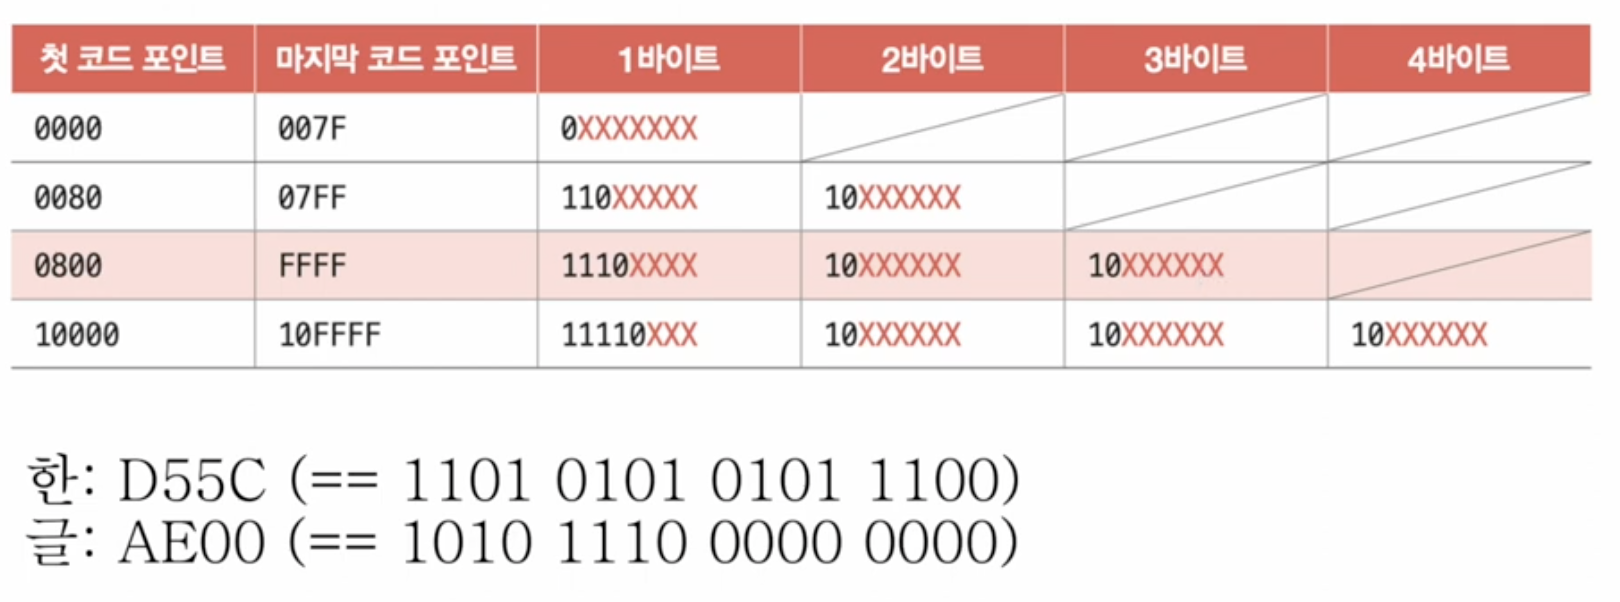 첫 코드 포인트 마지막 코드 포인트 1바이트 2바이트 3바이트 4바이트
0000 007F 0XXXXXXX
0080 07FF 110XXXXX 10XXXXXX
0800 FFFF 1110XXXX 10XXXXXX 10XXXXXX
10000 10FFFF 11110XXX 10XXXXXX 10XXXXXX 10XXXXXX
한: D55C (== 1101 0101 0101 1100)
글: AE00 (== 1010 1110 0000 0000)